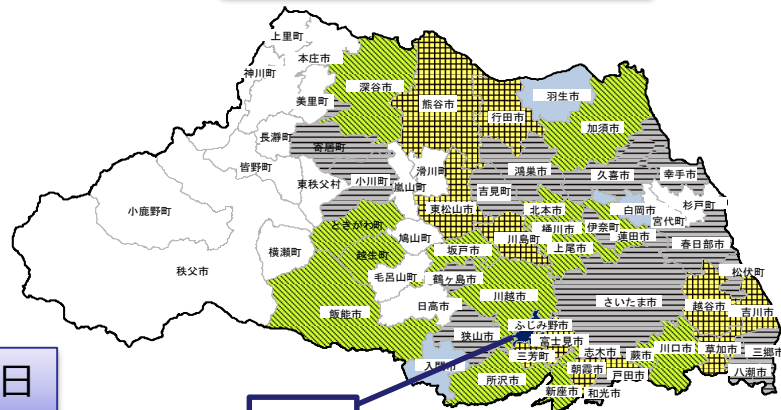 上里町
本庄市
神川町
美里町
深谷市
熊谷市
行田市
羽生市
加須市
長瀞町
寄居町
皆野町
東秩父村
小川町
嵐山町
滑川町
吉見町
鴻巣市
久喜市
幸手市
小鹿野町
秩父市
横瀬町
ときがわ町
東松山市
北本市
桶川市
伊奈町
白岡市
宮代町
杉戸町
鳩山町
川島町
上尾市
蓮田市
春日部市
越生町
坂戸市
毛呂山町
鶴ヶ島市
川越市
さいたま市
松伏町
越谷市
吉川市
飯能市
日高市
狭山市
ふじみ野市
富士見市
入間市
三芳町
志木市
蕨市
川口市
草加市
三郷市
所沢市
朝霞市
戸田市
八潮市
新座市
和光市
日